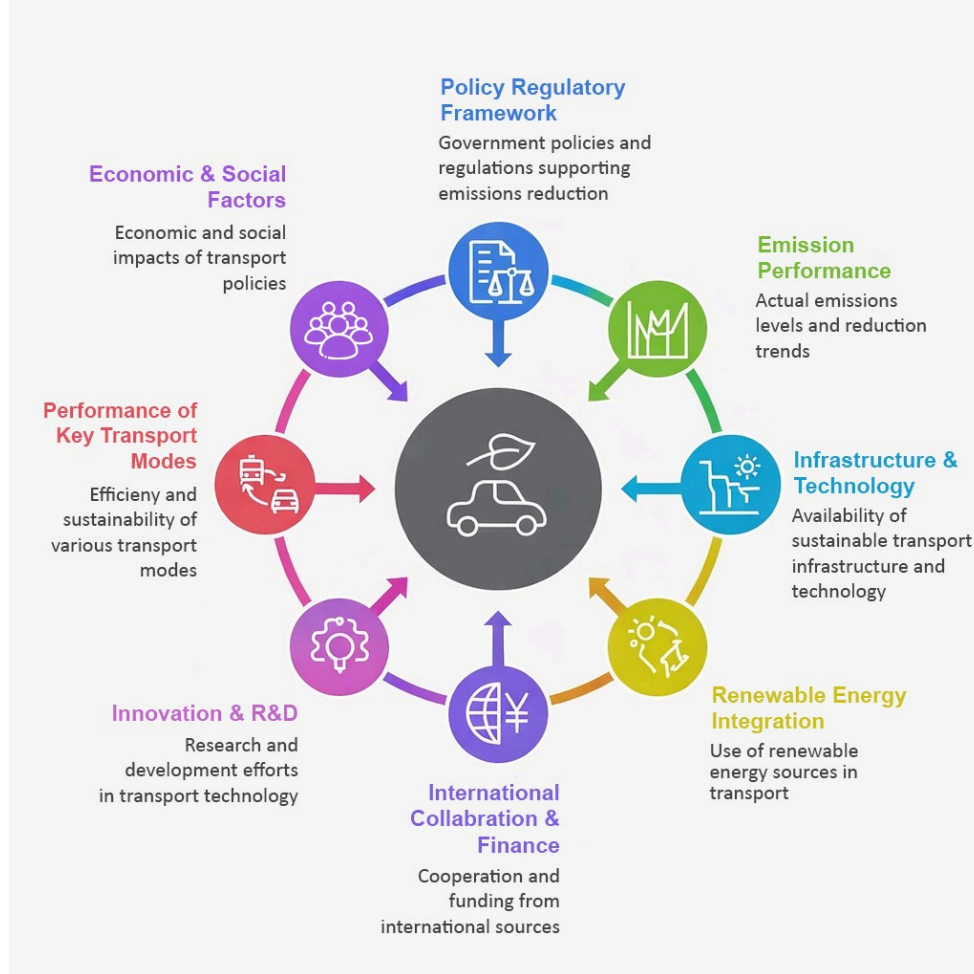 Policy Regulatory
Framework
Government policies and
regulations supporting
emissions reduction
Emission
Performance
Actual emissions
levels and reduction
trends
Infrastructure &
Technology
Availability of
sustainable transport
infrastructure and
technology
Renewable Energy
Integration
Use of renewable
energy sources in
transport
International
Collabration &
Finance
Cooperation and
funding from
international sources
Innovation & R&D
Research and
development efforts
in transport technology
Performance of
Key Transport
Modes
Efficieny and
sustainability of
various transport
modes
Economic & Social
Factors
Economic and social
impacts of transport
policies
¥